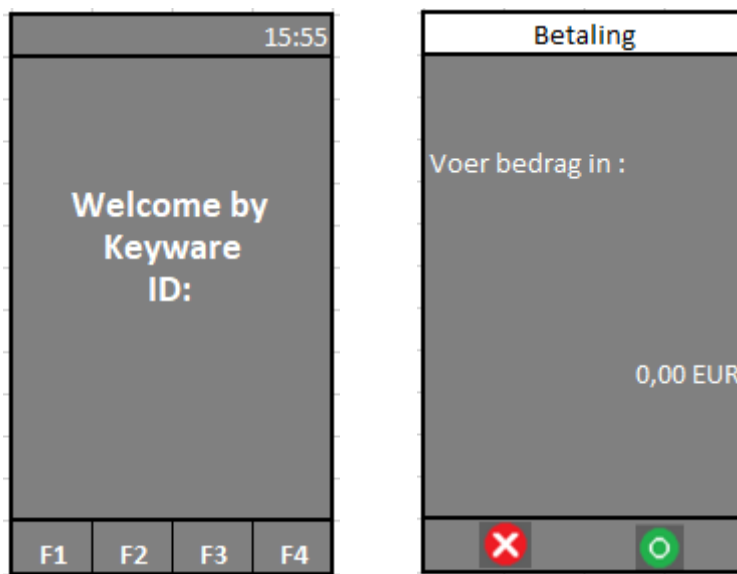 15:55
Welcome by
Keyware
ID:
F1 F2 F3 F4
Betaling
Voer bedrag in :
0,00 EUR